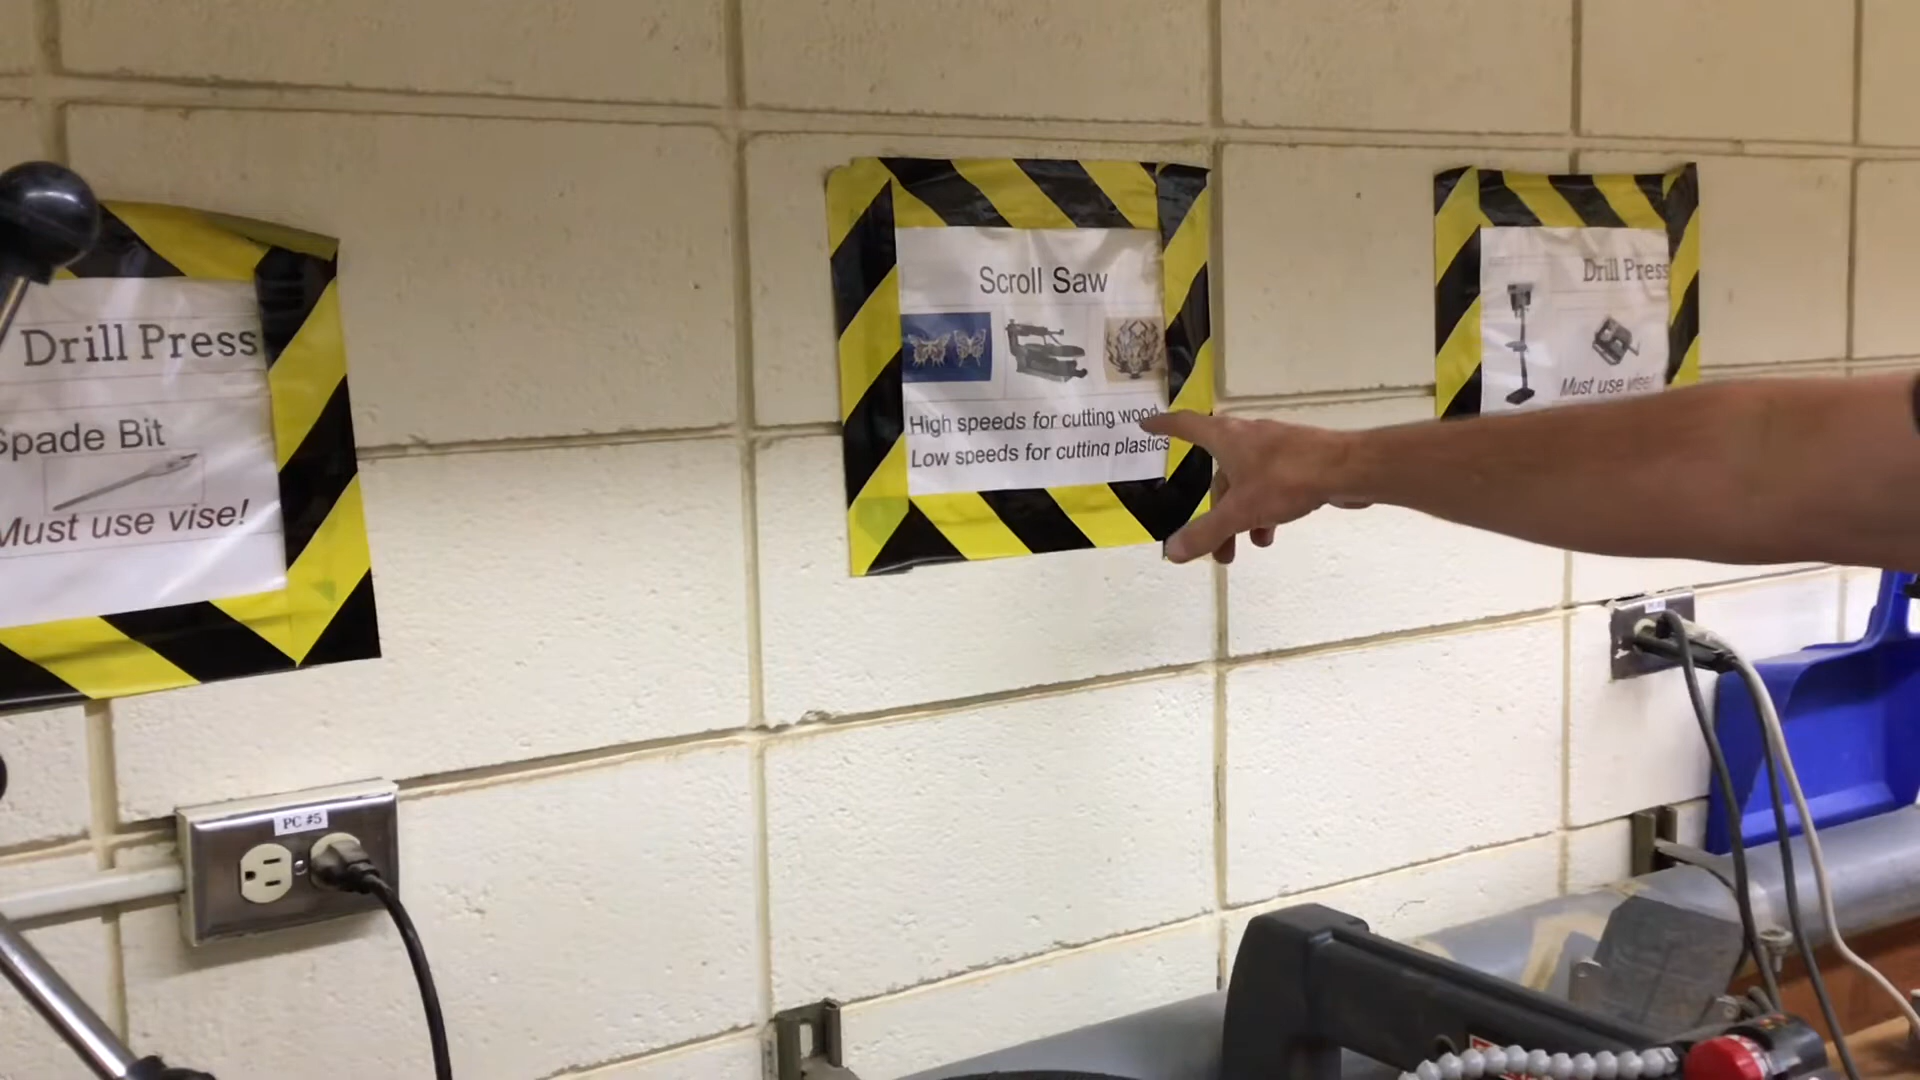 Drill Press
Spade Bit
Must use vise!
Scroll Saw
High speeds for cutting wood
Low speeds for cutting plastics
Drill Press
Must use vise!
PC #5